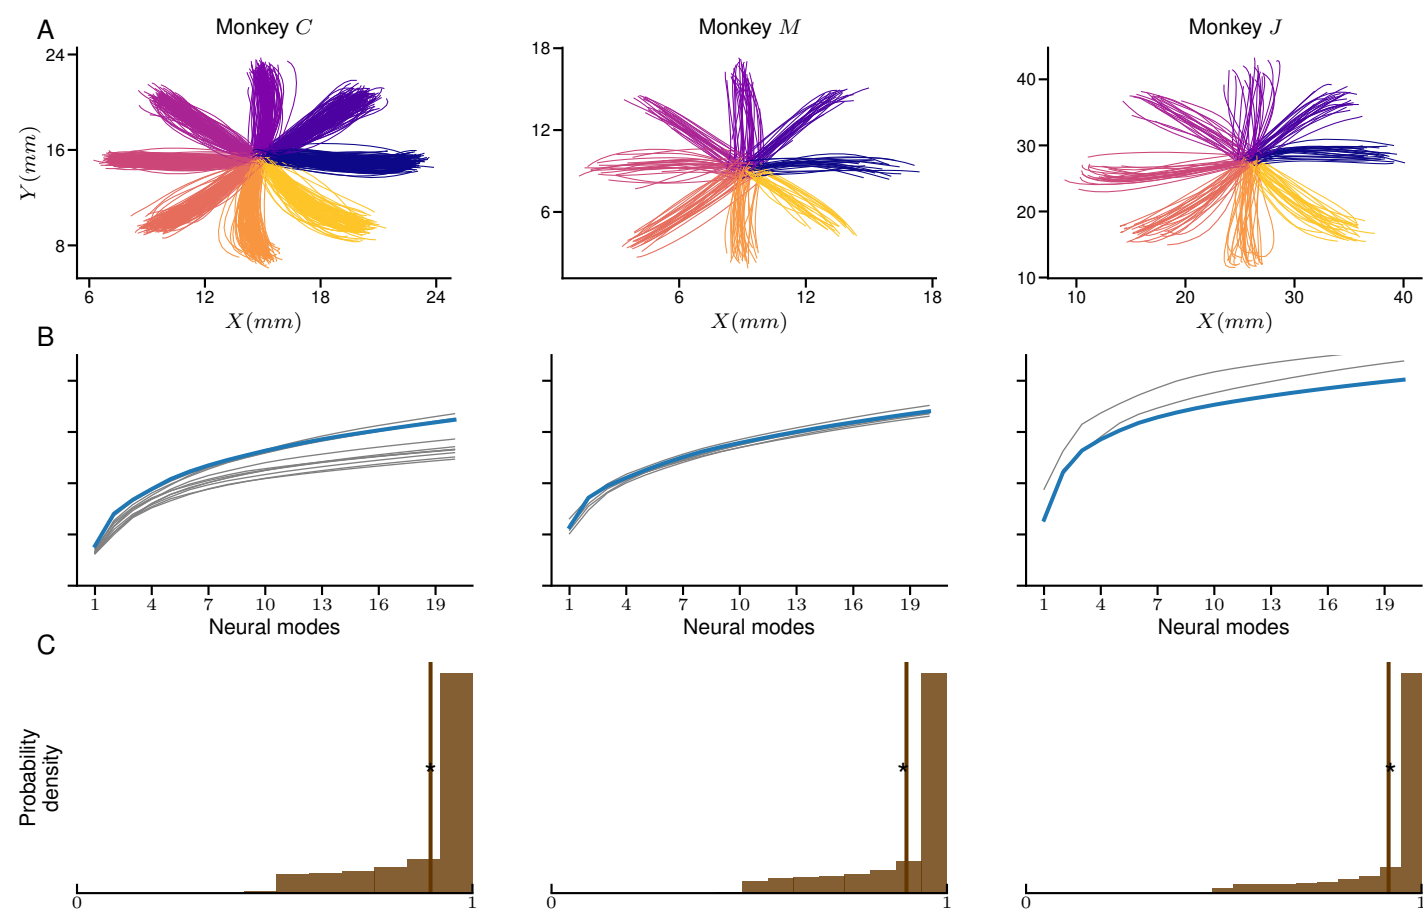 A
Monkey C
Monkey M
Monkey J
24
16
8
Y(mm)
6 12 18 24
X(mm)
18
12
6
6 12 18
X(mm)
40
30
20
10
10 20 30 40
X(mm)
B
1 4 7 10 13 16 19
Neural modes
1 4 7 10 13 16 19
Neural modes
1 4 7 10 13 16 19
Neural modes
C
Probability
density
*
*
*
0 1
0 1
0 1